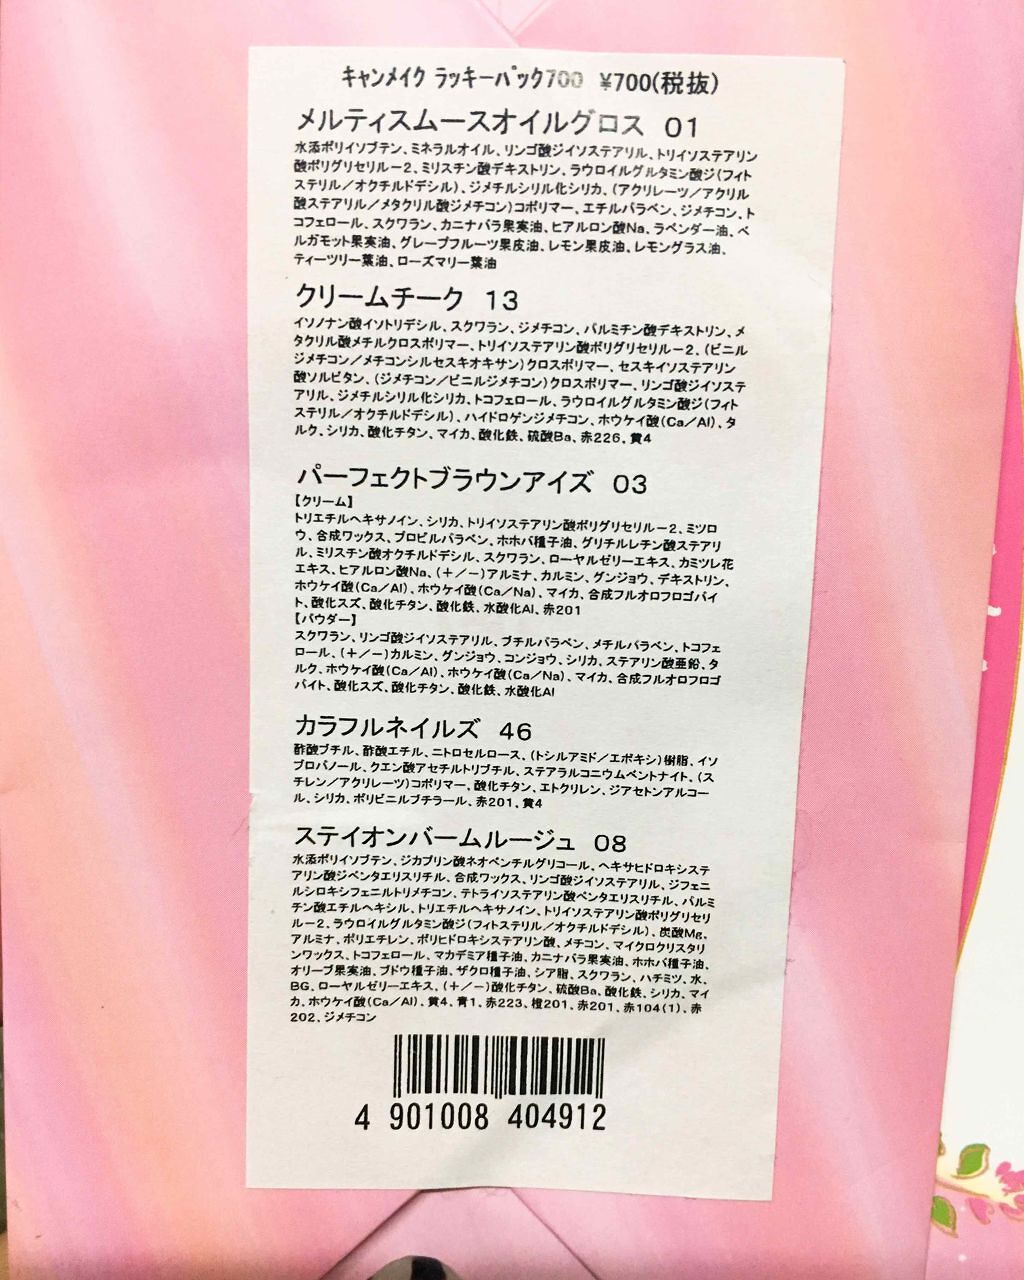 キャンメイク ラッキーパック700 ¥700(税抜)
メルティスムースオイルグロス 01
水添ポリイソブテン、ミネラルオイル、リンゴ酸ジイソステアリル、トリイソステアリン
酸ポリグリセリル－2、ミリスチン酸デキストリン、ラウロイルグルタミン酸ジ(フィト
ステリル／オクチルドデシル)、ジメチルシリル化シリカ、(アクリレーツ／アクリル
酸ステアリル／メタクリル酸ジメチコン)コポリマー、エチルパラベン、ジメチコン、ト
コフェロール、スクワラン、カニナバラ果実油、ヒアルロン酸Na、ラベンダー油、ベ
ルガモット果実油、グレープフルーツ果皮油、レモン果皮油、レモングラス油、
ティーツリー葉油、ローズマリー葉油
クリームチーク 13
イソノナン酸イソトリデシル、スクワラン、ジメチコン、パルミチン酸デキストリン、メ
タクリル酸メチルクロスポリマー、トリイソステアリン酸ポリグリセリル－2、(ビニル
ジメチコン／メチコンシルセスキオキサン)クロスポリマー、セスキイソステアリン
酸ソルビタン、(ジメチコン／ビニルジメチコン)クロスポリマー、リンゴ酸ジイソステ
アリル、ジメチルシリル化シリカ、トコフェロール、ラウロイルグルタミン酸ジ(フィト
ステリル／オクチルドデシル)、ハイドロゲンジメチコン、ホウケイ酸(Ca／Al)、タ
ルク、シリカ、酸化チタン、マイカ、酸化鉄、硫酸Ba、赤226、黄4
パーフェクトブラウンアイズ 03
【クリーム】
トリエチルヘキサノイン、シリカ、トリイソステアリン酸ポリグリセリル－2、ミツロ
ウ、合成ワックス、プロピルパラベン、ホホバ種子油、グリチルレチン酸ステアリ
ル、ミリスチン酸オクチルドデシル、スクワラン、ローヤルゼリーエキス、カミツレ花
エキス、ヒアルロン酸Na、(＋／－)アルミナ、カルミン、グンジョウ、デキストリン、
ホウケイ酸(Ca／Al)、ホウケイ酸(Ca／Na)、マイカ、合成フルオロフロゴパイ
ト、酸化スズ、酸化チタン、酸化鉄、水酸化Al、赤201
【パウダー】
スクワラン、リンゴ酸ジイソステアリル、ブチルパラベン、メチルパラベン、トコフェ
ロール、(＋／－)カルミン、グンジョウ、コンジョウ、シリカ、ステアリン酸亜鉛、タ
ルク、ホウケイ酸(Ca／Al)、ホウケイ酸(Ca／Na)、マイカ、合成フルオロフロゴ
パイト、酸化スズ、酸化チタン、酸化鉄、水酸化Al
カラフルネイルズ 46
酢酸ブチル、酢酸エチル、ニトロセルロース、(トシルアミド／エポキシ)樹脂、イソ
プロパノール、クエン酸アセチルトリブチル、ステアラルコニウムベントナイト、(ス
チレン／アクリレーツ)コポリマー、酸化チタン、エトクリレン、ジアセトンアルコー
ル、シリカ、ポリビニルブチラール、赤201、黄4
ステイオンバームルージュ 08
水添ポリイソブテン、ジカプリン酸ネオペンチルグリコール、ヘキサヒドロキシステ
アリン酸ジペンタエリスリチル、合成ワックス、リンゴ酸ジイソステアリル、ジフェニ
ルシロキシフェニルトリメチコン、テトライソステアリン酸ペンタエリスリチル、パルミ
チン酸エチルヘキシル、トリエチルヘキサノイン、トリイソステアリン酸ポリグリセリ
ル－2、ラウロイルグルタミン酸ジ(フィトステリル／オクチルドデシル)、炭酸Mg、
アルミナ、ポリエチレン、ポリヒドロキシステアリン酸、メチコン、マイクロクリスタリ
ンワックス、トコフェロール、マカデミア種子油、カニナバラ果実油、ホホバ種子油、
オリーブ果実油、ブドウ種子油、ザクロ種子油、シア脂、スクワラン、ハチミツ、水、
BG、ローヤルゼリーエキス、(＋／－)酸化チタン、硫酸Ba、酸化鉄、シリカ、マイ
カ、ホウケイ酸(Ca／Al)、黄4、青1、赤223、橙201、赤201、赤104(1)、赤
202、ジメチコン
4 901008 404912